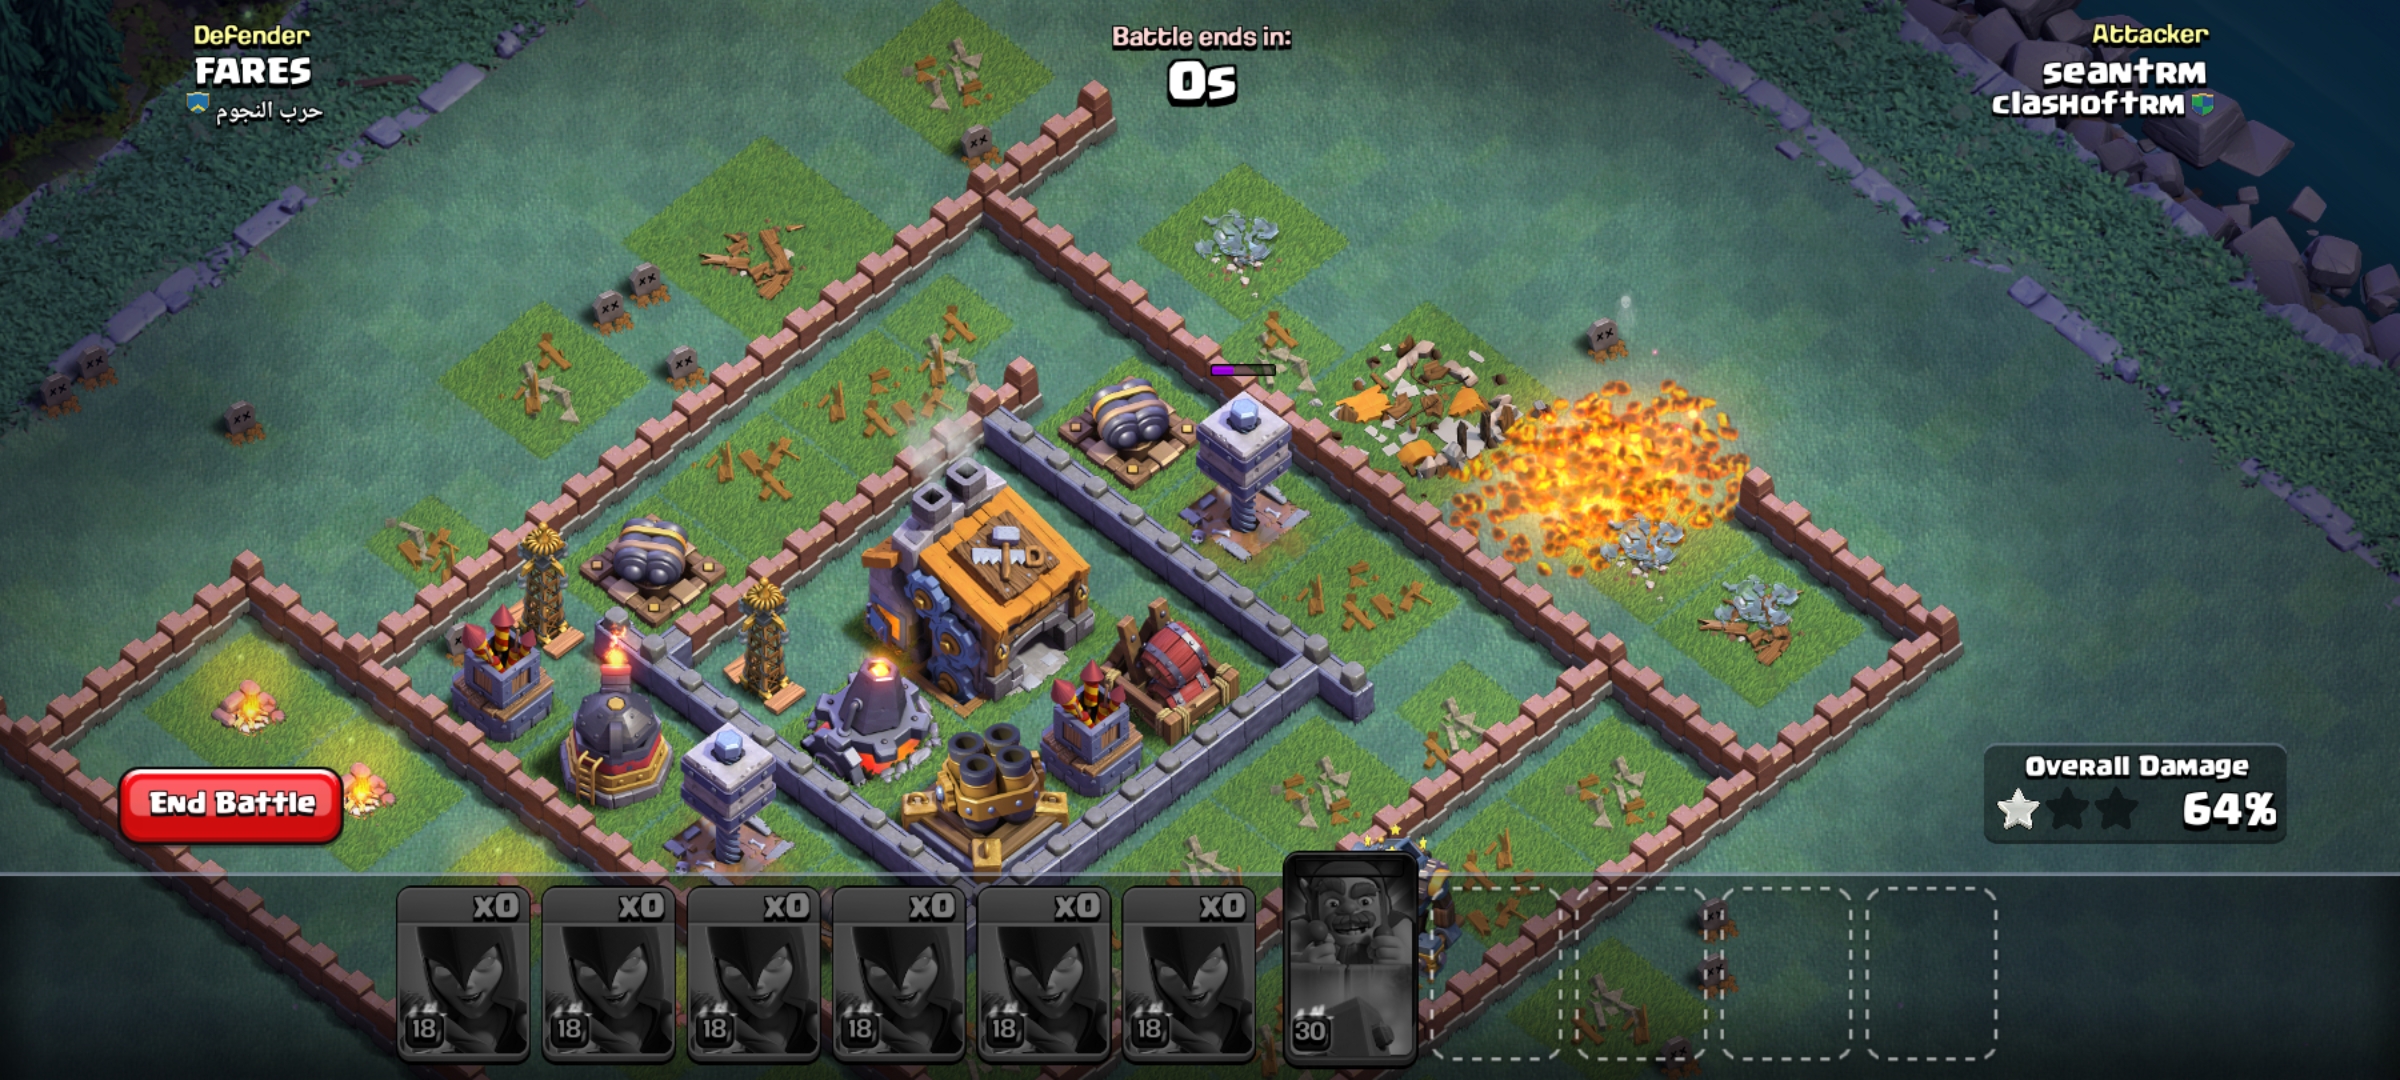 Defender
FARES
حرب النجوم
Battle ends in:
0s
Attacker
seantRM
clashoftRM
End Battle
Overall Damage
64%
x0
x0
x0
x0
x0
x0
18
18
18
18
18
18
30